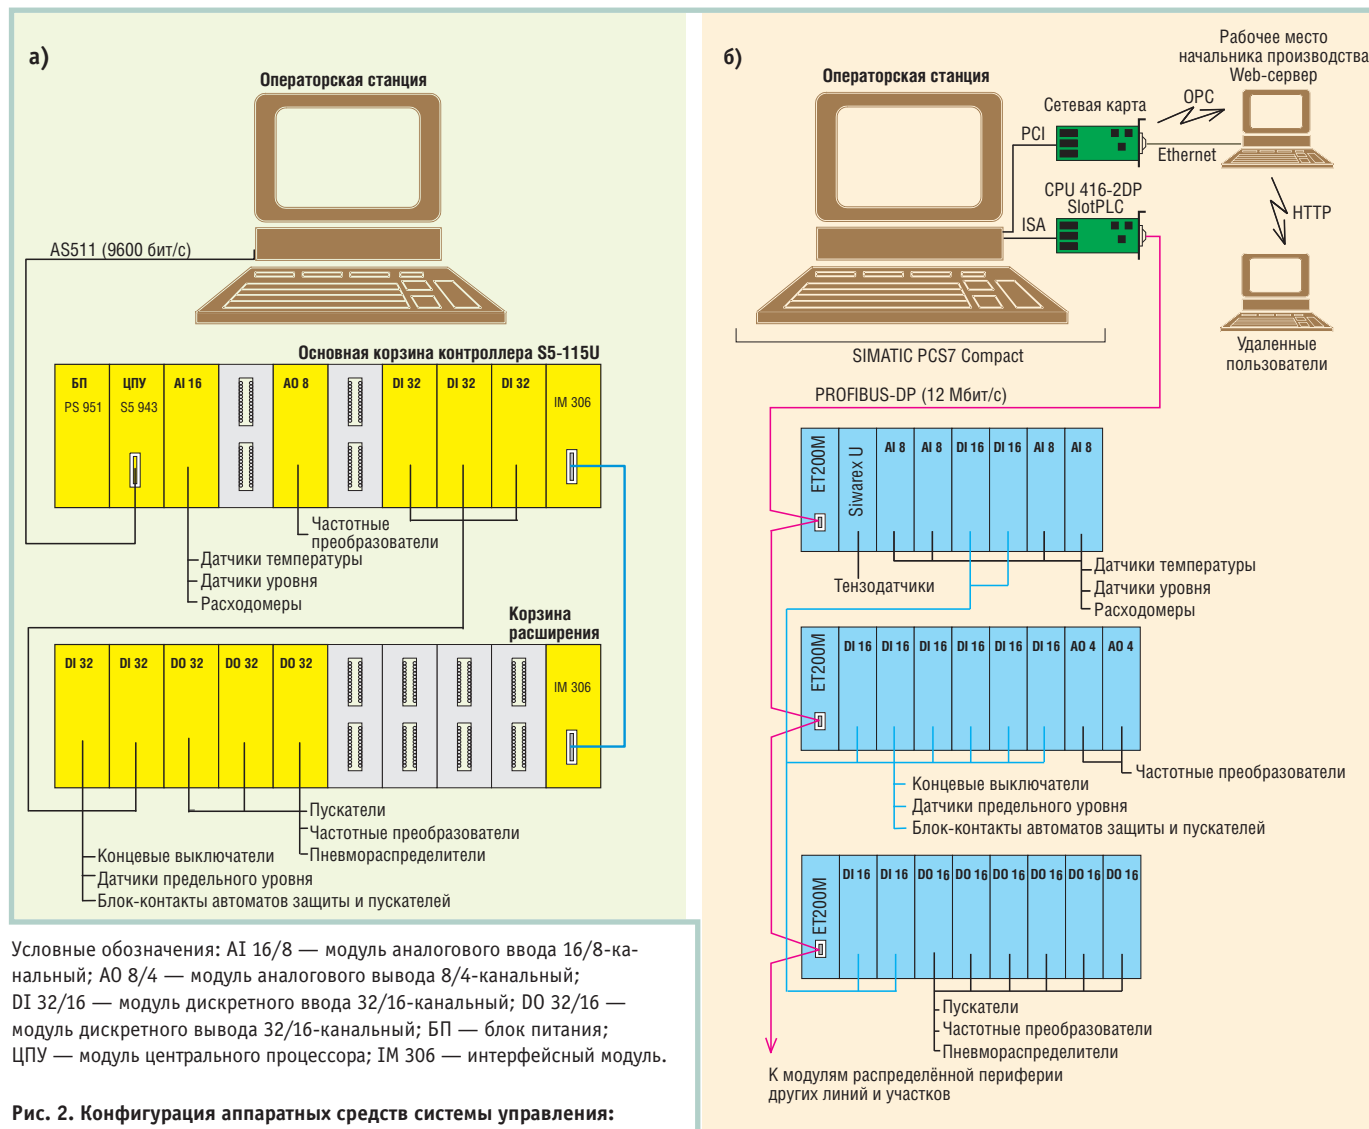 а)
Операторская станция
AS511 (9600 бит/с)
Основная корзина контроллера S5-115U
БП
PS 951
ЦПУ
S5 943
AI 16
AO 8
DI 32
DI 32
DI 32
IM 306
Частотные
преобразователи
Датчики температуры
Датчики уровня
Расходомеры
Корзина
расширения
DI 32
DI 32
DO 32
DO 32
DO 32
IM 306
Пускатели
Частотные преобразователи
Пневмораспределители
Концевые выключатели
Датчики предельного уровня
Блок-контакты автоматов защиты и пускателей
Условные обозначения: AI 16/8 — модуль аналогового ввода 16/8-ка-
нальный; AO 8/4 — модуль аналогового вывода 8/4-канальный;
DI 32/16 — модуль дискретного ввода 32/16-канальный; DO 32/16 —
модуль дискретного вывода 32/16-канальный; БП — блок питания;
ЦПУ — модуль центрального процессора; IM 306 — интерфейсный модуль.
Рис. 2. Конфигурация аппаратных средств системы управления:
б)
Операторская станция
Рабочее место
начальника производства
Web-сервер
Сетевая карта
OPC
PCI
Ethernet
CPU 416-2DP
SlotPLC
ISA
HTTP
SIMATIC PCS7 Compact
Удаленные
пользователи
PROFIBUS-DP (12 Мбит/с)
ET200M
Siwarex U
AI 8
AI 8
DI 16
DI 16
AI 8
AI 8
Тензодатчики
Датчики температуры
Датчики уровня
Расходомеры
ET200M
DI 16
DI 16
DI 16
DI 16
DI 16
DI 16
AO 4
AO 4
Частотные преобразователи
Концевые выключатели
Датчики предельного уровня
Блок-контакты автоматов защиты и пускателей
ET200M
DI 16
DI 16
DO 16
DO 16
DO 16
DO 16
DO 16
DO 16
Пускатели
Частотные преобразователи
Пневмораспределители
К модулям распределённой периферии
других линий и участков